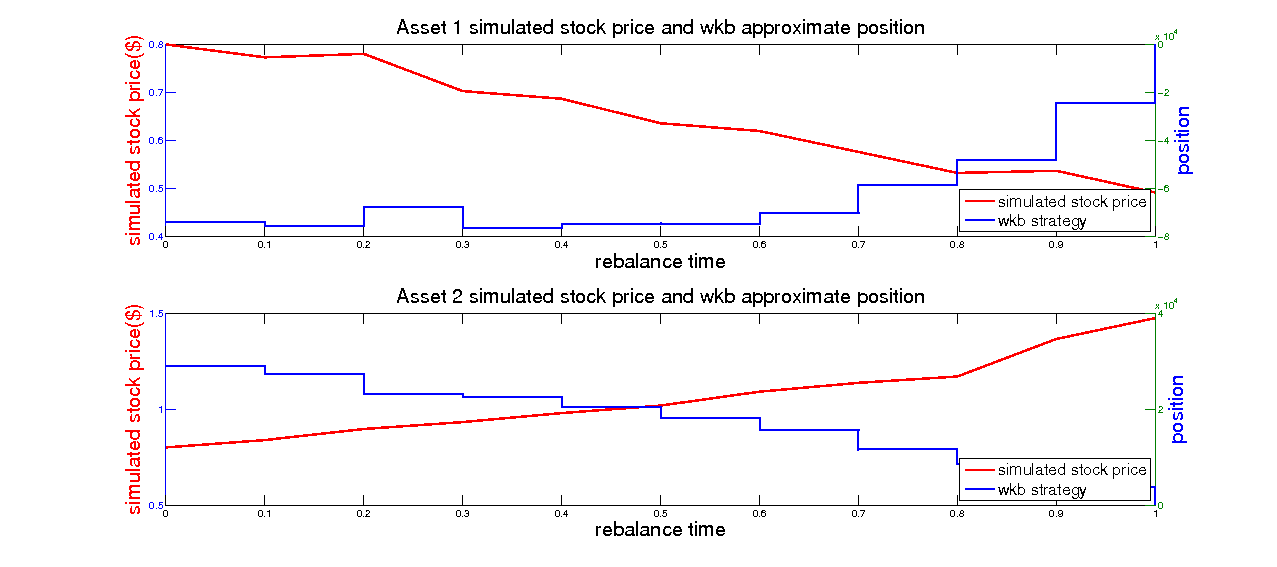 Asset 1 simulated stock price and wkb approximate position
simulated stock price($)
0.8
0.7
0.6
0.5
0.4
x 10^4
0
-2
-4
-6
-8
position
simulated stock price
wkb strategy
0 0.1 0.2 0.3 0.4 0.5 0.6 0.7 0.8 0.9 1
rebalance time
Asset 2 simulated stock price and wkb approximate position
simulated stock price($)
1.5
1
0.5
x 10^4
4
2
0
position
simulated stock price
wkb strategy
0 0.1 0.2 0.3 0.4 0.5 0.6 0.7 0.8 0.9 1
rebalance time